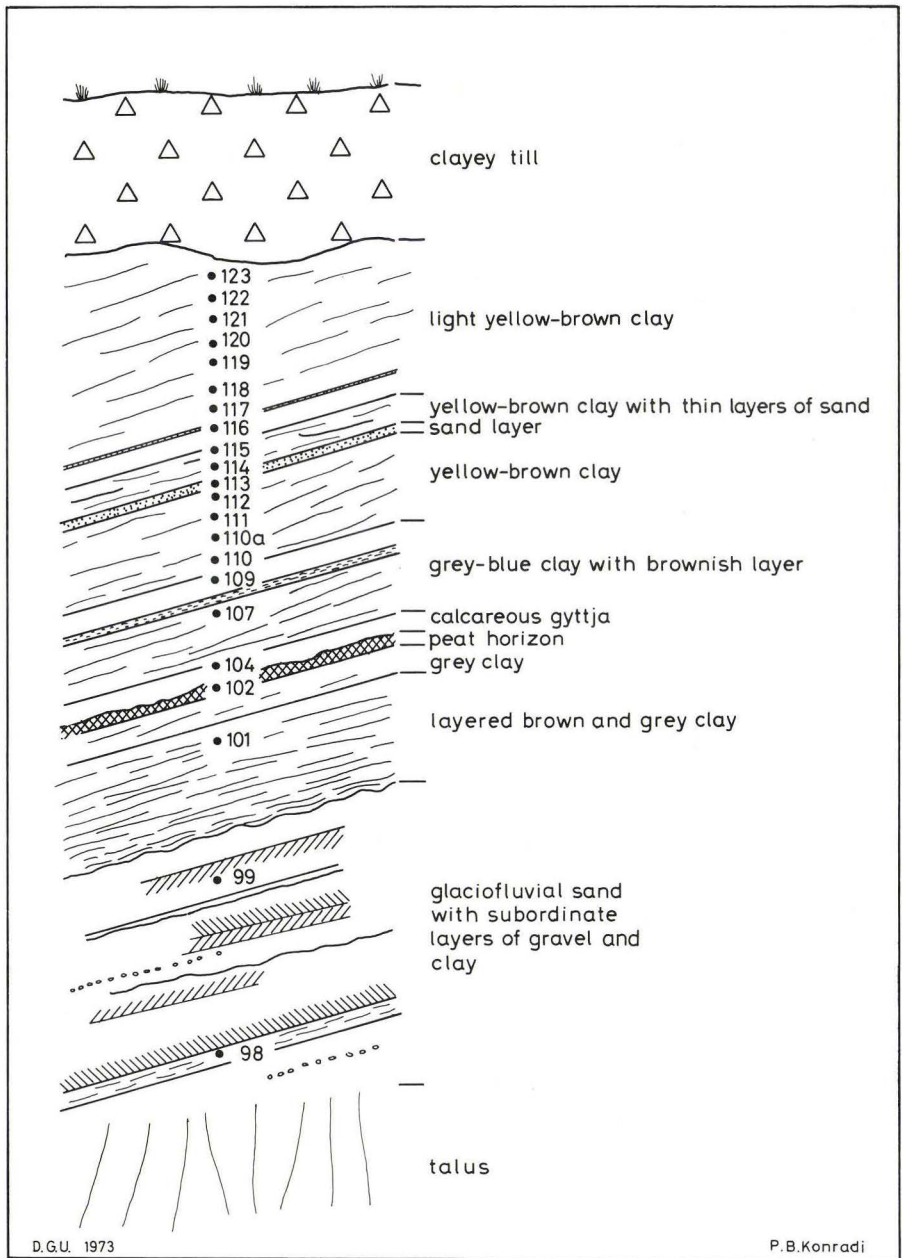 clayey till
123
122
121
120
119
118
117
116
115
114
113
112
111
110a
110
109
107
104
102
101
99
98
light yellow-brown clay
yellow-brown clay with thin layers of sand
sand layer
yellow-brown clay
grey-blue clay with brownish layer
calcareous gyttja
peat horizon
grey clay
layered brown and grey clay
glaciofluvial sand
with subordinate
layers of gravel and
clay
talus
D.G.U. 1973
P.B.Konradi